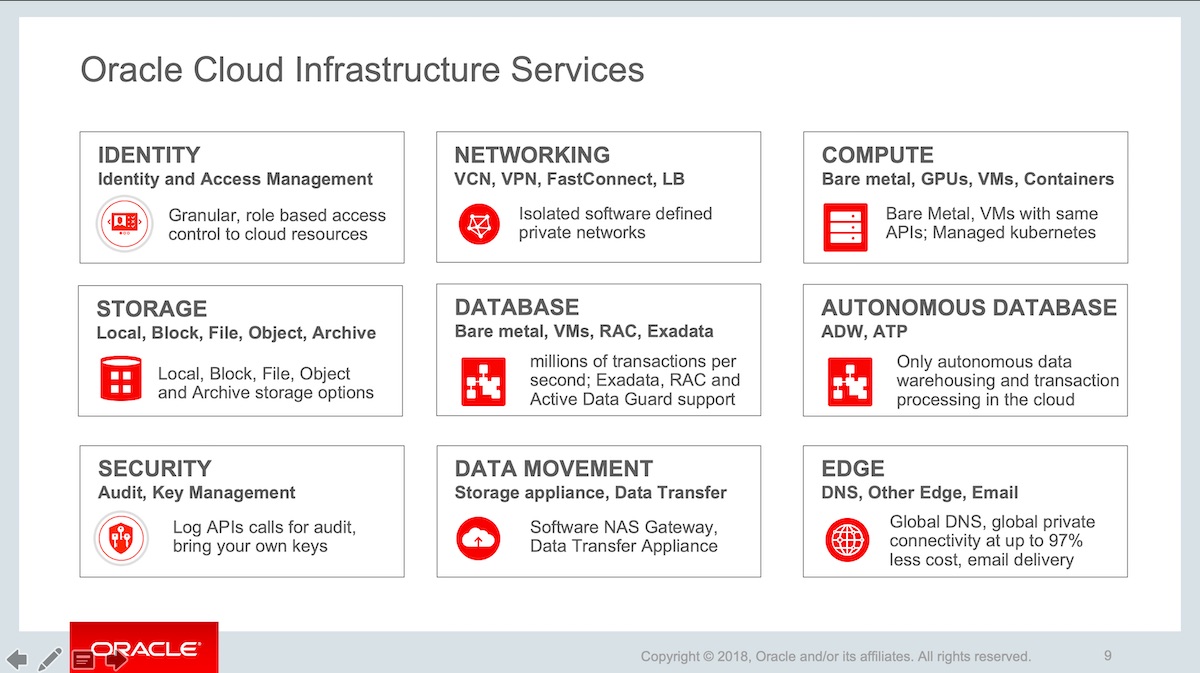 Oracle Cloud Infrastructure Services
IDENTITY
Identity and Access Management
Granular, role based access
control to cloud resources
NETWORKING
VCN, VPN, FastConnect, LB
Isolated software defined
private networks
COMPUTE
Bare metal, GPUs, VMs, Containers
Bare Metal, VMs with same
APIs; Managed kubernetes
STORAGE
Local, Block, File, Object, Archive
Local, Block, File, Object
and Archive storage options
DATABASE
Bare metal, VMs, RAC, Exadata
millions of transactions per
second; Exadata, RAC and
Active Data Guard support
AUTONOMOUS DATABASE
ADW, ATP
Only autonomous data
warehousing and transaction
processing in the cloud
SECURITY
Audit, Key Management
Log APIs calls for audit,
bring your own keys
DATA MOVEMENT
Storage appliance, Data Transfer
Software NAS Gateway,
Data Transfer Appliance
EDGE
DNS, Other Edge, Email
Global DNS, global private
connectivity at up to 97%
less cost, email delivery
ORACLE®
Copyright © 2018, Oracle and/or its affiliates. All rights reserved.
9